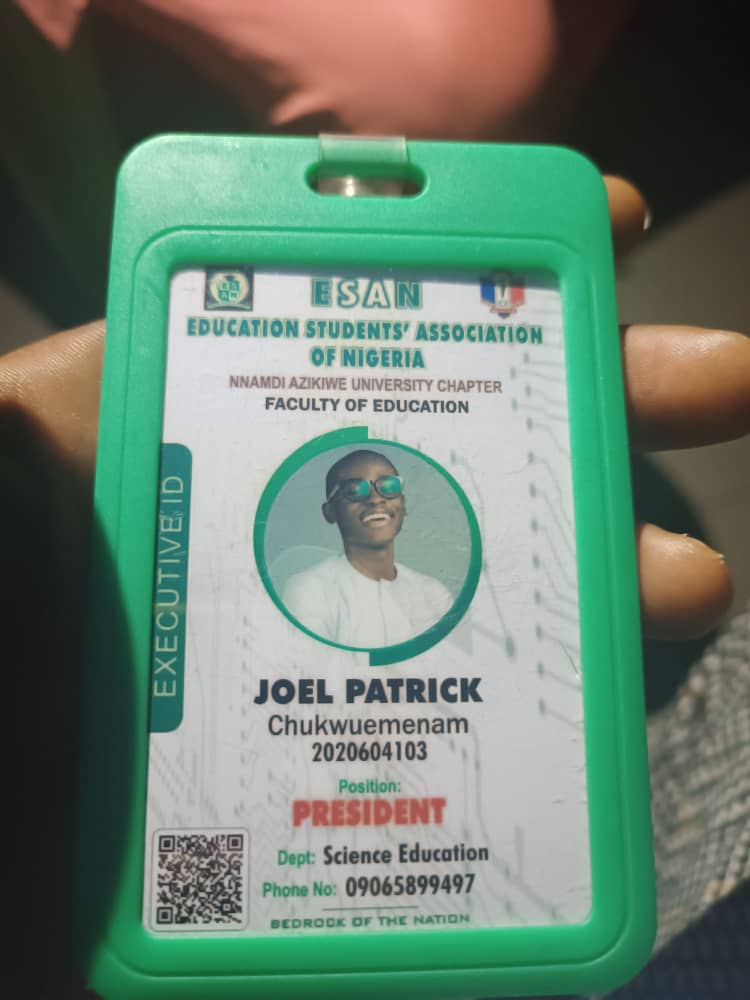 ESAN
EDUCATION STUDENTS' ASSOCIATION
OF NIGERIA
NNAMDI AZIKIWE UNIVERSITY CHAPTER
FACULTY OF EDUCATION
EXECUTIVE ID
JOEL PATRICK
Chukwuemenam
2020604103
Position:
PRESIDENT
Dept: Science Education
Phone No: 09065899497
BEDROCK OF THE NATION